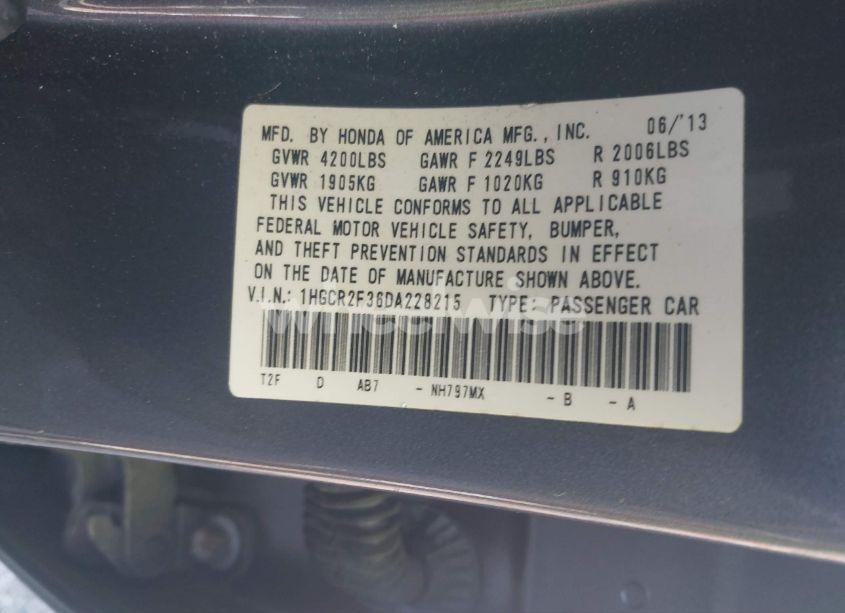 MFD. BY HONDA OF AMERICA MFG., INC. 06/'13
GVWR 4200LBS GAWR F 2249LBS R 2006LBS
GVWR 1905KG GAWR F 1020KG R 910KG
THIS VEHICLE CONFORMS TO ALL APPLICABLE
FEDERAL MOTOR VEHICLE SAFETY, BUMPER,
AND THEFT PREVENTION STANDARDS IN EFFECT
ON THE DATE OF MANUFACTURE SHOWN ABOVE.
V.I.N.: 1HGCR2F36DA228215 TYPE: PASSENGER CAR
wheelwise
T2F D AB7 - NH797MX - B - A